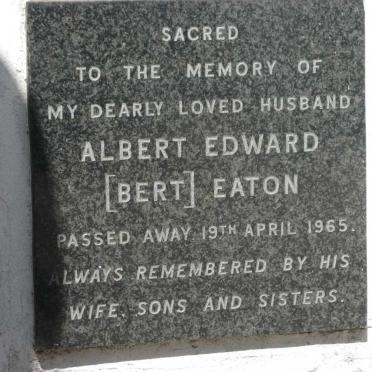 SACRED
TO THE MEMORY OF
MY DEARLY LOVED HUSBAND
ALBERT EDWARD
[BERT] EATON
PASSED AWAY 19TH APRIL 1965.
ALWAYS REMEMBERED BY HIS
WIFE, SONS AND SISTERS.